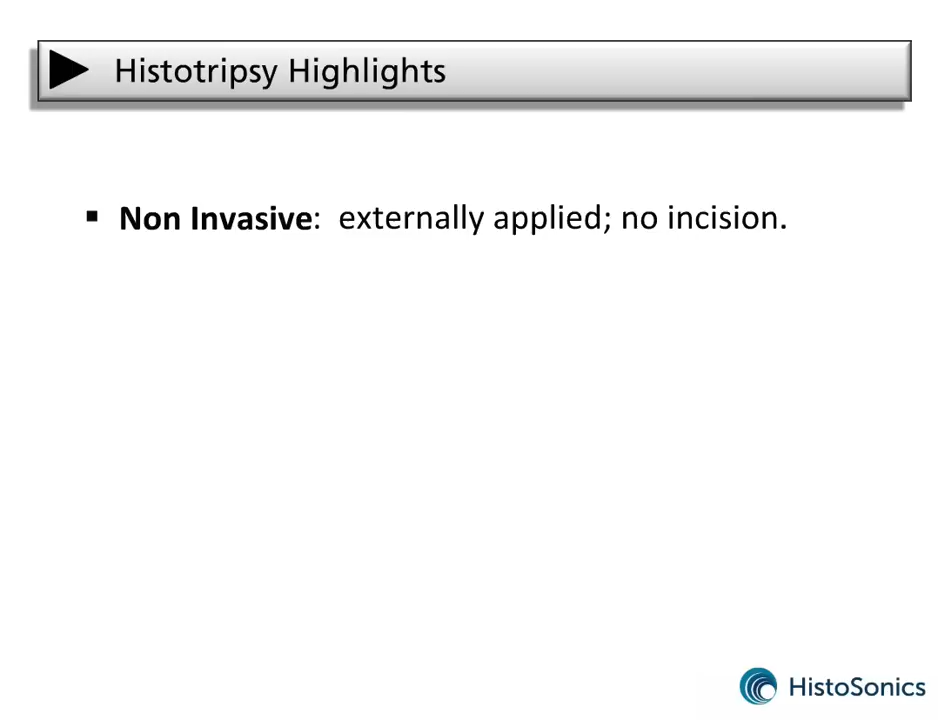 Histotripsy Highlights
▪ Non Invasive: externally applied; no incision.
HistoSonics